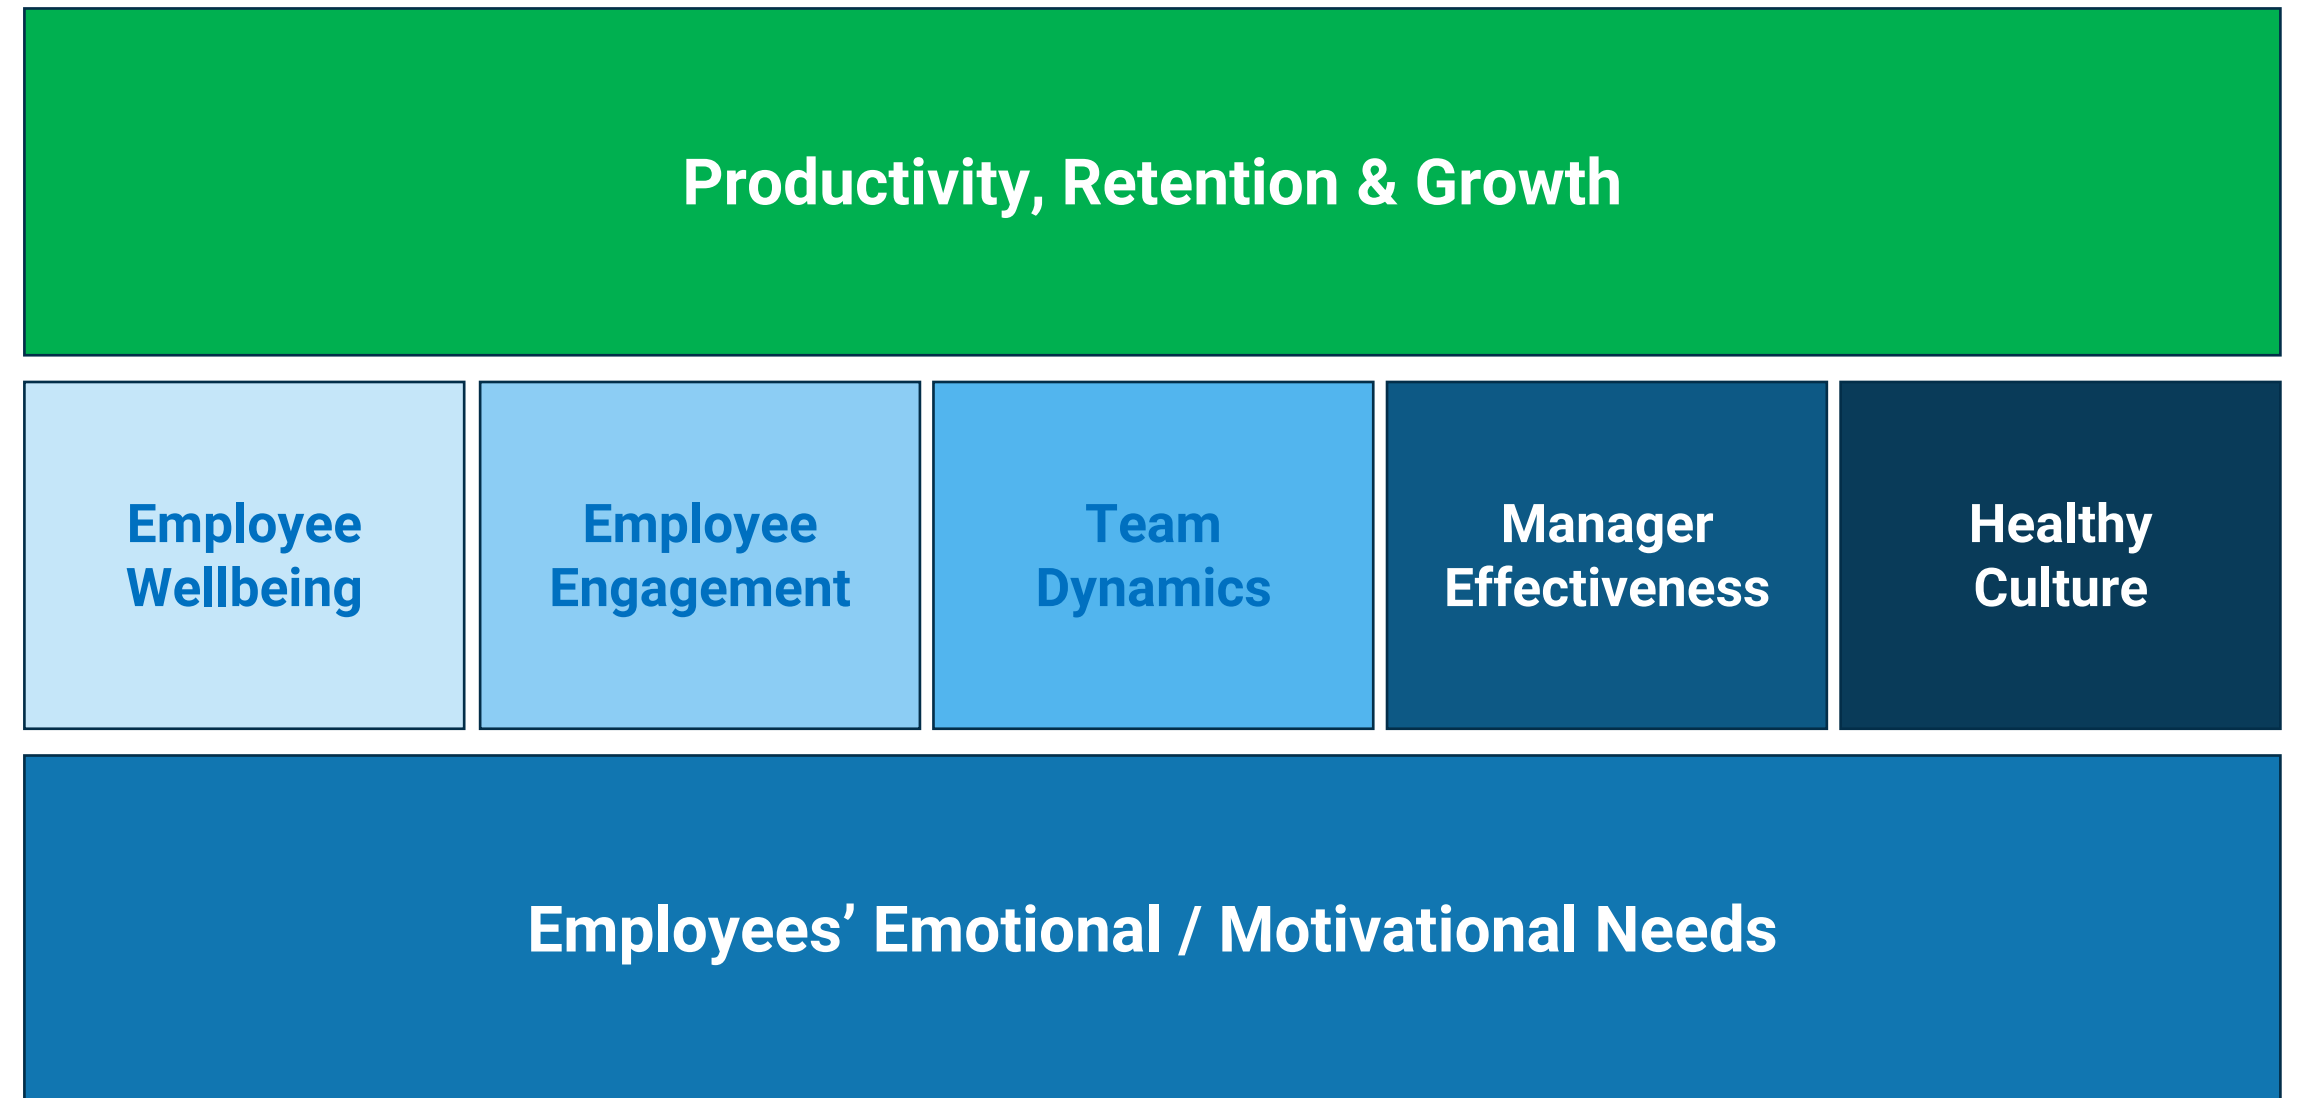 Productivity, Retention & Growth
Employee
Wellbeing
Employee
Engagement
Team
Dynamics
Manager
Effectiveness
Healthy
Culture
Employees’ Emotional / Motivational Needs